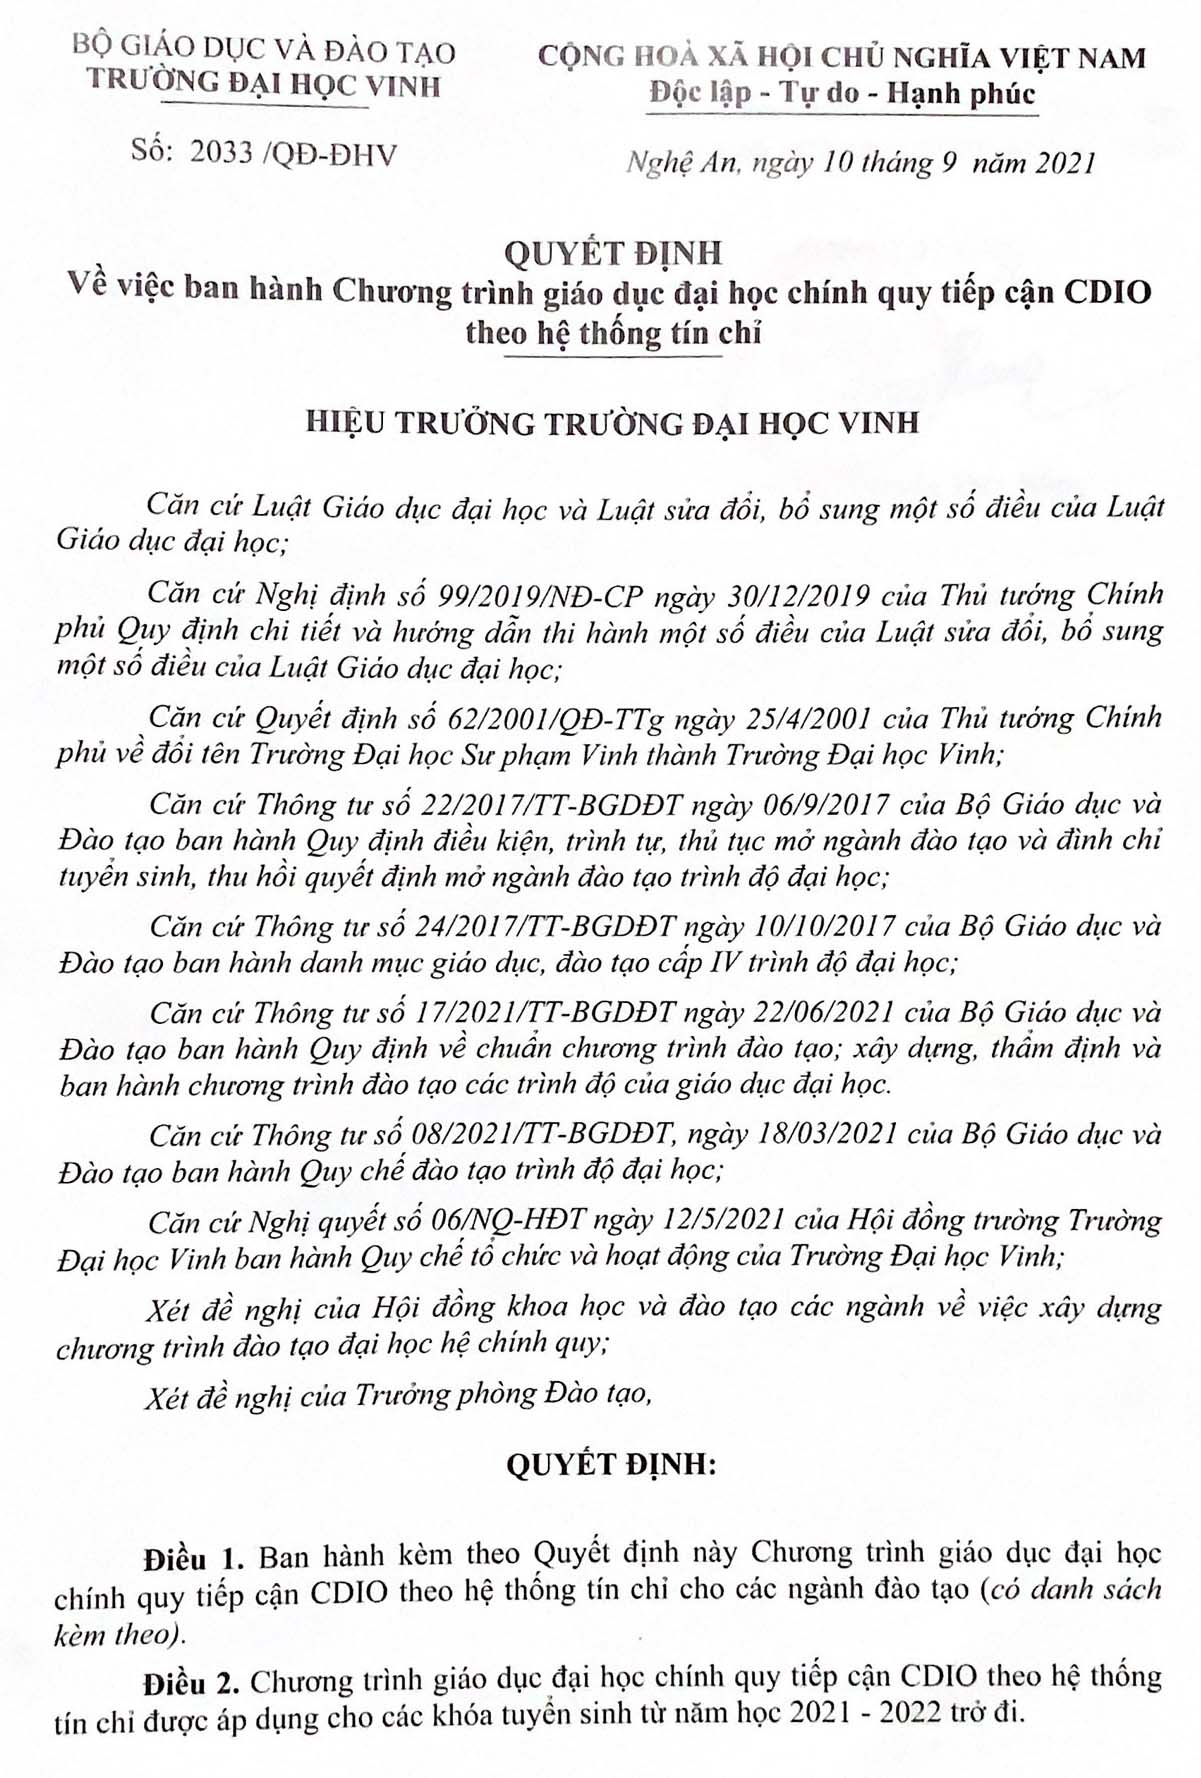 BỘ GIÁO DỤC VÀ ĐÀO TẠO
TRƯỜNG ĐẠI HỌC VINH
Số: 2033 /QĐ-ĐHV
CỘNG HOÀ XÃ HỘI CHỦ NGHĨA VIỆT NAM
Độc lập - Tự do - Hạnh phúc
Nghệ An, ngày 10 tháng 9 năm 2021
QUYẾT ĐỊNH
Về việc ban hành Chương trình giáo dục đại học chính quy tiếp cận CDIO
theo hệ thống tín chỉ
HIỆU TRƯỞNG TRƯỜNG ĐẠI HỌC VINH
Căn cứ Luật Giáo dục đại học và Luật sửa đổi, bổ sung một số điều của Luật
Giáo dục đại học;
Căn cứ Nghị định số 99/2019/NĐ-CP ngày 30/12/2019 của Thủ tướng Chính
phủ Quy định chi tiết và hướng dẫn thi hành một số điều của Luật sửa đổi, bổ sung
một số điều của Luật Giáo dục đại học;
Căn cứ Quyết định số 62/2001/QĐ-TTg ngày 25/4/2001 của Thủ tướng Chính
phủ về đổi tên Trường Đại học Sư phạm Vinh thành Trường Đại học Vinh;
Căn cứ Thông tư số 22/2017/TT-BGDĐT ngày 06/9/2017 của Bộ Giáo dục và
Đào tạo ban hành Quy định điều kiện, trình tự, thủ tục mở ngành đào tạo và đình chỉ
tuyển sinh, thu hồi quyết định mở ngành đào tạo trình độ đại học;
Căn cứ Thông tư số 24/2017/TT-BGDĐT ngày 10/10/2017 của Bộ Giáo dục và
Đào tạo ban hành danh mục giáo dục, đào tạo cấp IV trình độ đại học;
Căn cứ Thông tư số 17/2021/TT-BGDĐT ngày 22/06/2021 của Bộ Giáo dục và
Đào tạo ban hành Quy định về chuẩn chương trình đào tạo; xây dựng, thẩm định và
ban hành chương trình đào tạo các trình độ của giáo dục đại học.
Căn cứ Thông tư số 08/2021/TT-BGDĐT, ngày 18/03/2021 của Bộ Giáo dục và
Đào tạo ban hành Quy chế đào tạo trình độ đại học;
Căn cứ Nghị quyết số 06/NQ-HĐT ngày 12/5/2021 của Hội đồng trường Trường
Đại học Vinh ban hành Quy chế tổ chức và hoạt động của Trường Đại học Vinh;
Xét đề nghị của Hội đồng khoa học và đào tạo các ngành về việc xây dựng
chương trình đào tạo đại học hệ chính quy;
Xét đề nghị của Trưởng phòng Đào tạo,
QUYẾT ĐỊNH:
Điều 1. Ban hành kèm theo Quyết định này Chương trình giáo dục đại học
chính quy tiếp cận CDIO theo hệ thống tín chỉ cho các ngành đào tạo (có danh sách
kèm theo).
Điều 2. Chương trình giáo dục đại học chính quy tiếp cận CDIO theo hệ thống
tín chỉ được áp dụng cho các khóa tuyển sinh từ năm học 2021 - 2022 trở đi.